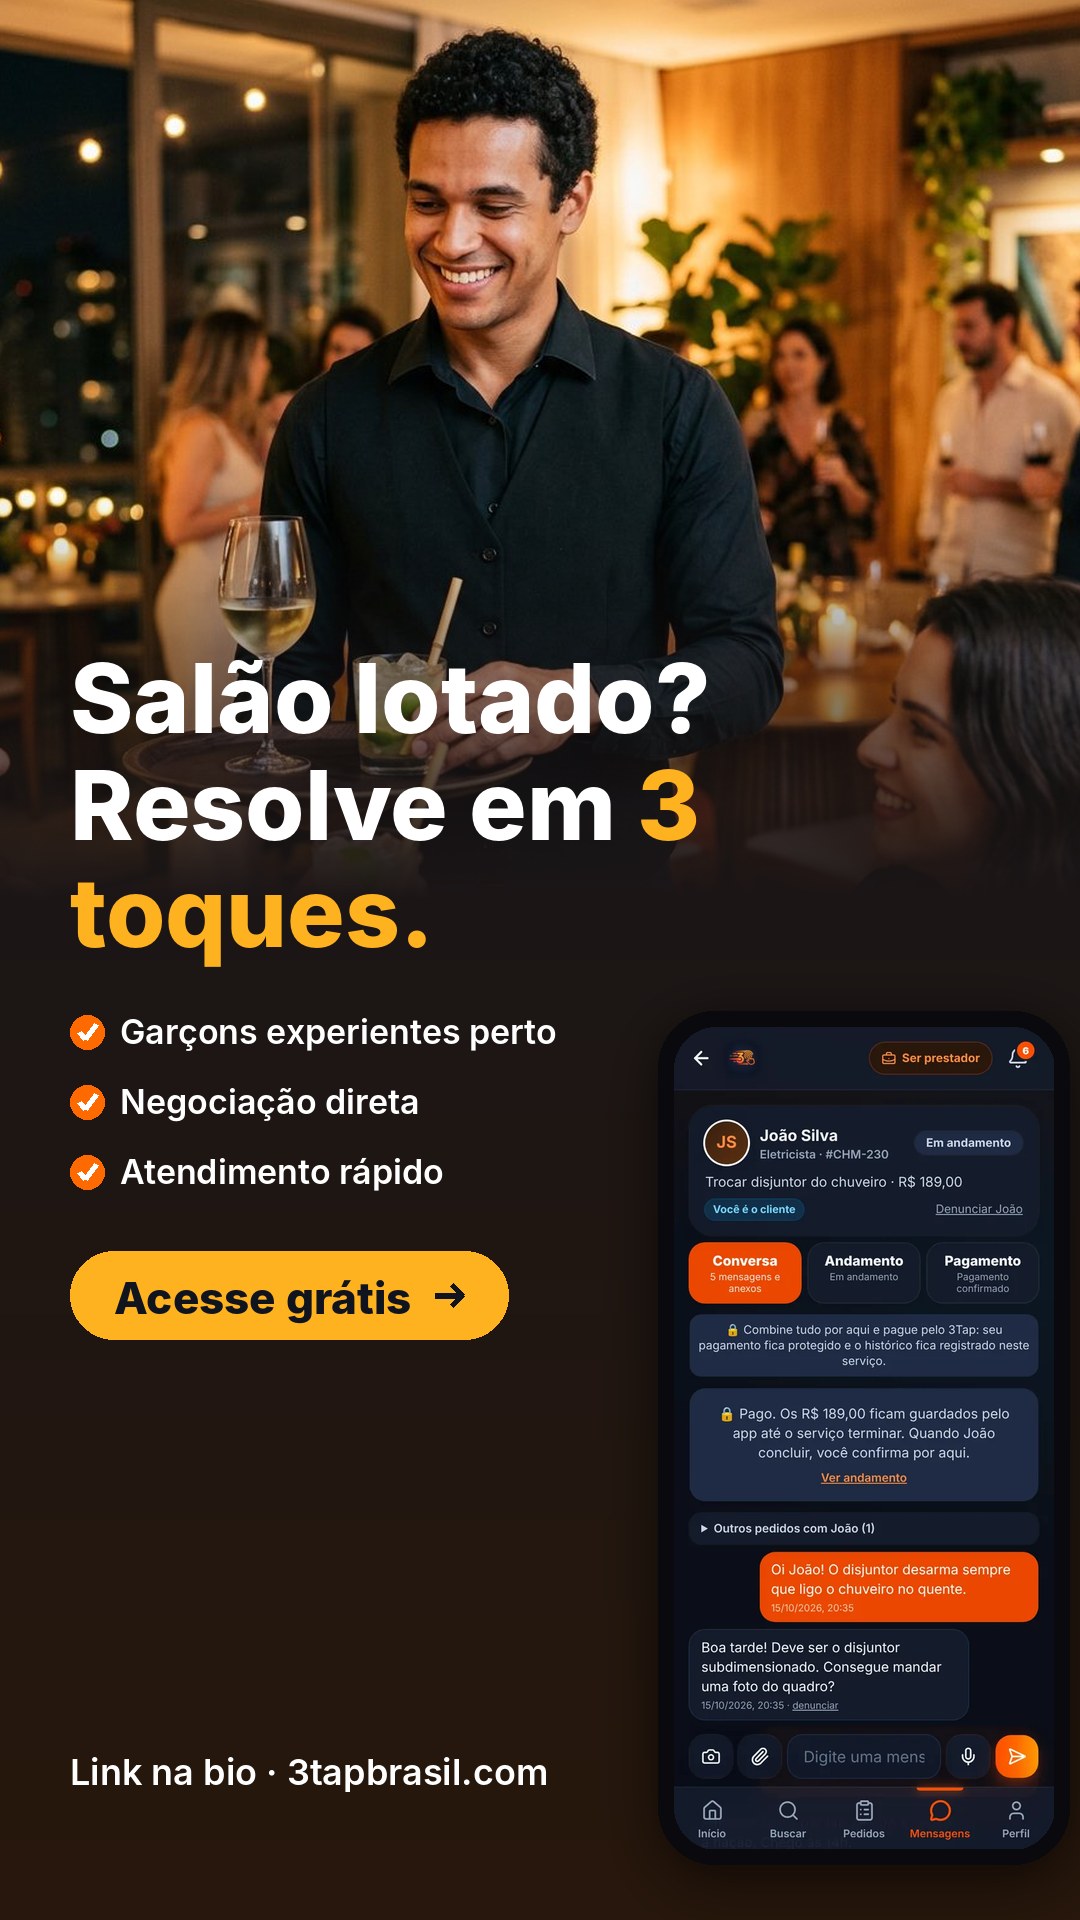 Salão lotado?
Resolve em 3
toques.
Garçons experientes perto
Negociação direta
Atendimento rápido
Acesse grátis →
Link na bio · 3tapbrasil.com
Ser prestador
6
JS
João Silva
Eletricista · #CHM-230
Em andamento
Trocar disjuntor do chuveiro · R$ 189,00
Você é o cliente
Denunciar João
Conversa
5 mensagens e
anexos
Andamento
Em andamento
Pagamento
Pagamento
confirmado
🔒 Combine tudo por aqui e pague pelo 3Tap: seu
pagamento fica protegido e o histórico fica registrado neste
serviço.
🔒 Pago. Os R$ 189,00 ficam guardados pelo
app até o serviço terminar. Quando João
concluir, você confirma por aqui.
Ver andamento
▶ Outros pedidos com João (1)
Oi João! O disjuntor desarma sempre
que ligo o chuveiro no quente.
15/10/2026, 20:35
Boa tarde! Deve ser o disjuntor
subdimensionado. Consegue mandar
uma foto do quadro?
15/10/2026, 20:35 · denunciar
Digite uma mens
Início
Buscar
Pedidos
Mensagens
Perfil